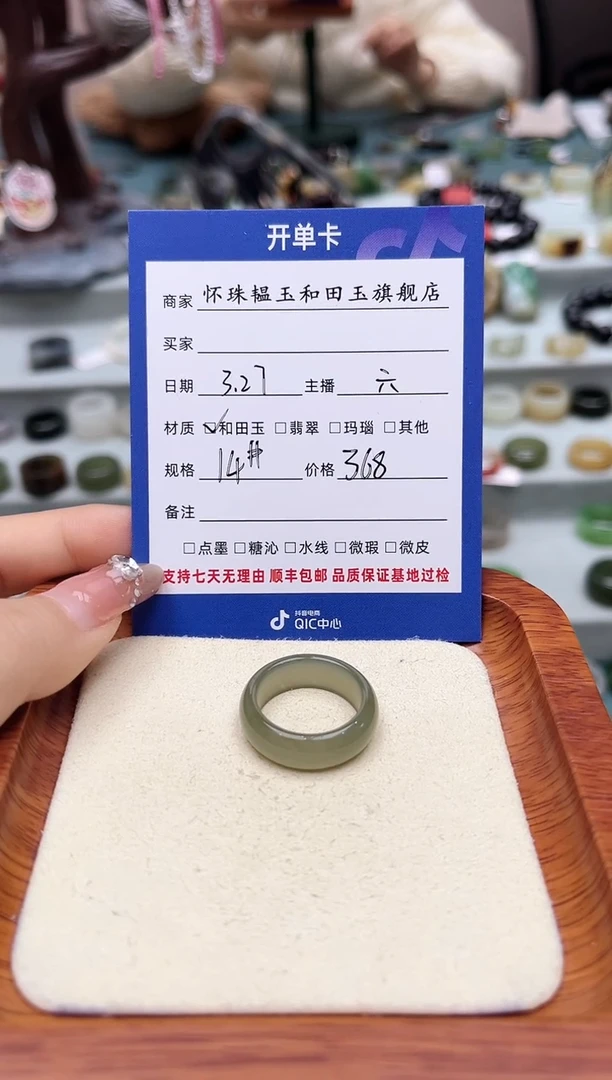 开单卡
商家 怀珠韫玉和田玉旗舰店
买家
日期 3.27 主播 六
材质 ☑和田玉 □翡翠 □玛瑙 □其他
规格 14# 价格 368
备注
□点墨 □糖沁 □水线 □微瑕 □微皮
支持七天无理由 顺丰包邮 品质保证基地过检
抖音电商
QIC中心